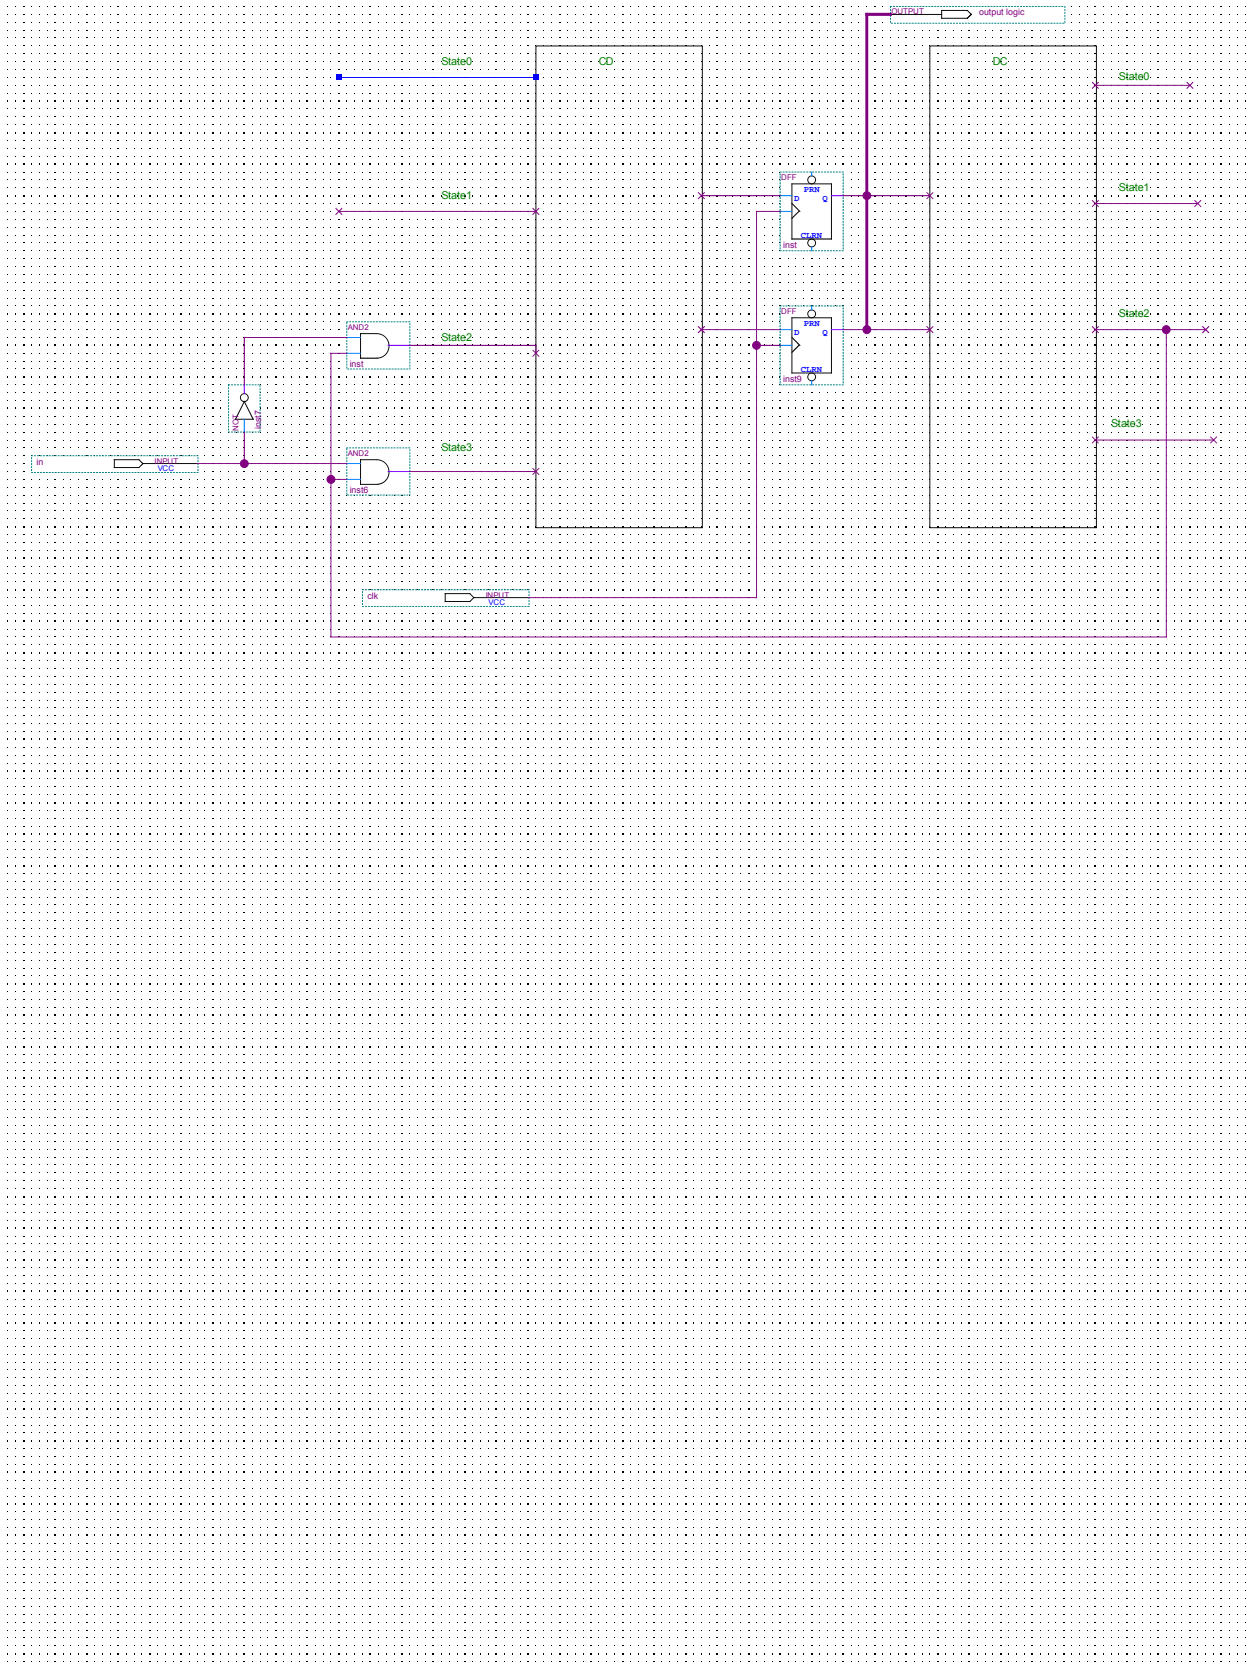 OUTPUT
output logic
State0
CD
DC
State0
State1
State1
DFF
PRN
D
Q
CLRN
inst
DFF
PRN
D
Q
CLRN
inst9
AND2
State2
inst
State2
NOT
inst7
State3
AND2
State3
inst6
in
INPUT
VCC
clk
INPUT
VCC